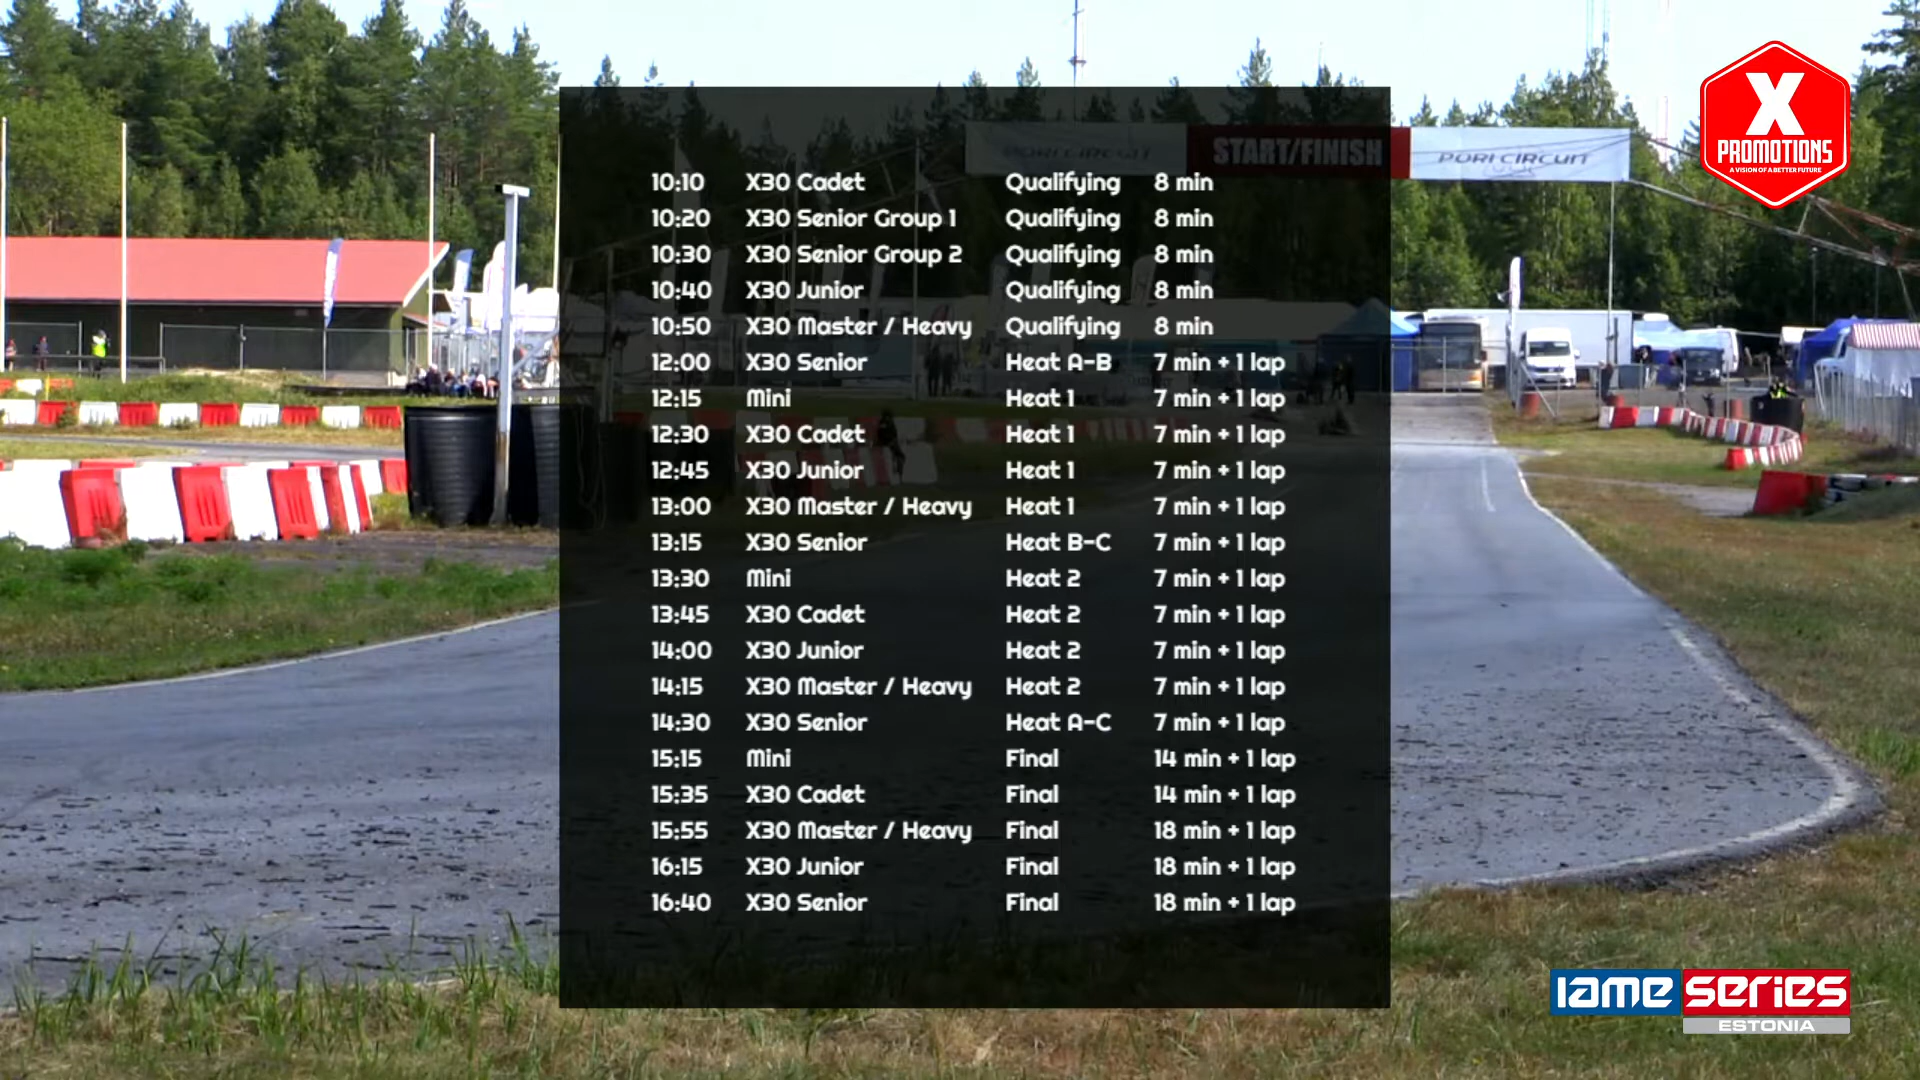 PORI CIRCUIT START/FINISH PORI CIRCUIT
X
PROMOTIONS
A VISION OF A BETTER FUTURE
10:10 X30 Cadet Qualifying 8 min
10:20 X30 Senior Group 1 Qualifying 8 min
10:30 X30 Senior Group 2 Qualifying 8 min
10:40 X30 Junior Qualifying 8 min
10:50 X30 Master / Heavy Qualifying 8 min
12:00 X30 Senior Heat A-B 7 min + 1 lap
12:15 Mini Heat 1 7 min + 1 lap
12:30 X30 Cadet Heat 1 7 min + 1 lap
12:45 X30 Junior Heat 1 7 min + 1 lap
13:00 X30 Master / Heavy Heat 1 7 min + 1 lap
13:15 X30 Senior Heat B-C 7 min + 1 lap
13:30 Mini Heat 2 7 min + 1 lap
13:45 X30 Cadet Heat 2 7 min + 1 lap
14:00 X30 Junior Heat 2 7 min + 1 lap
14:15 X30 Master / Heavy Heat 2 7 min + 1 lap
14:30 X30 Senior Heat A-C 7 min + 1 lap
15:15 Mini Final 14 min + 1 lap
15:35 X30 Cadet Final 14 min + 1 lap
15:55 X30 Master / Heavy Final 18 min + 1 lap
16:15 X30 Junior Final 18 min + 1 lap
16:40 X30 Senior Final 18 min + 1 lap
IAME SERIES
ESTONIA